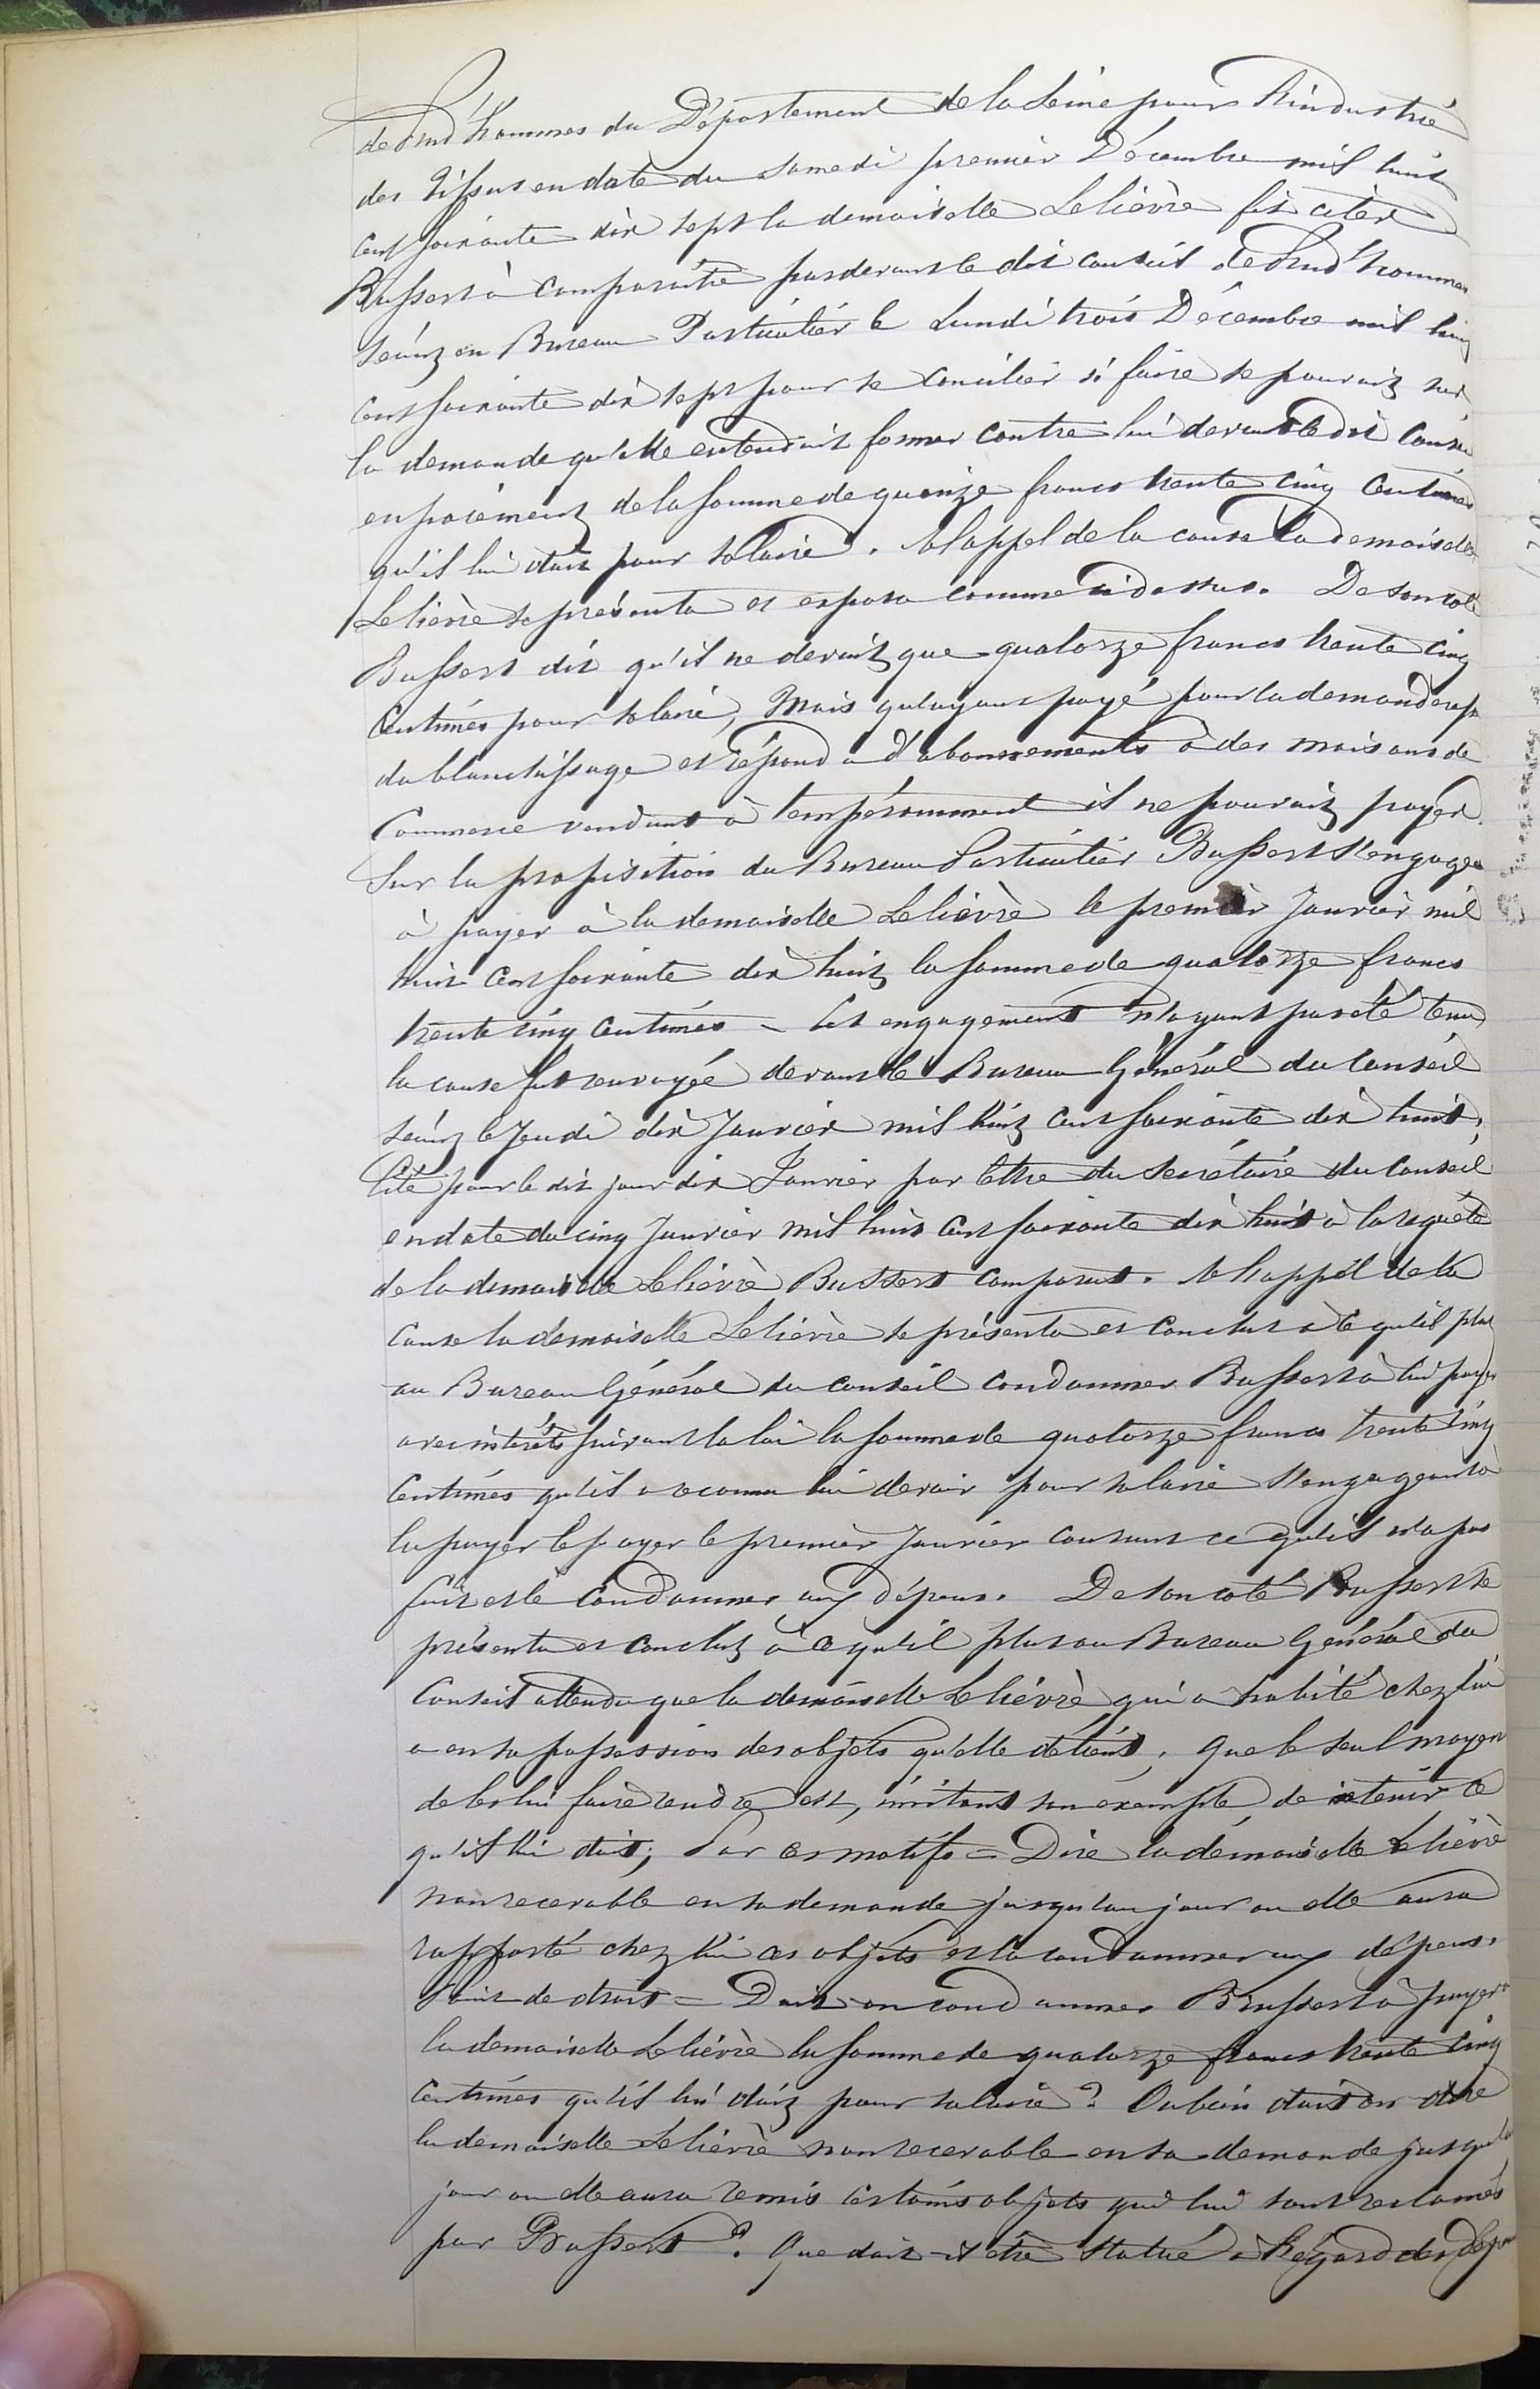 de Prud'hommes du Département de la Seine pour l'industrie
des Tissus en date du samedi premier Décembre mil huit
cent soixante dix sept la demoiselle Lelièvre fit citer
Bussert à comparaître pardevant le dit conseil de Prud'hommes
séant en Bureau Particulier le Lundi trois Décembre mil huit
cent soixante dix sept pour se concilier si faire se pouvait sur
la demande qu'elle entendait former contre lui devant le dit Conseil
en paiement de la somme de quinze francs trente cinq centimes
qu'il lui doit pour salaire. A l'appel de la cause la demoiselle
Lelièvre se présenta et exposa comme ci dessus. De son coté
Bussert dit qu'il ne devait que quatorze francs trente cinq
centimes pour salaire, Mais qu'ayant payé pour la demanderesse
du blanchissage et répondu d'abonnements à des maisons de
Commerce vendant à tempéramment il ne pouvait payer.
Sur la proposition du Bureau Particulier Bussert s'engagea
à payer à la demoiselle Lelièvre le premier Janvier mil
huit cent soixante dix huit la somme de quatorze francs
trente cinq centimes = Cet engagement n'ayant pas été tenu
la cause fut renvoyée devant le Bureau Général du Conseil
séant le Jeudi dix Janvier mil huit cent soixante dix huit.
Cité pour le dit jour dix Janvier par lettre du secrétaire du Conseil
en date du cinq Janvier mil huit cent soixante dix huit à la requête
de la demoiselle Lelièvre Bussert comparut. A l'appel de la
cause la demoiselle Lelièvre se présenta et conclut à ce qu'il plut
au Bureau Général du conseil condamner Bussert à lui payer
avec intérêts suivant la loi la somme de quatorze francs trente cinq
centimes qu'il a reconnu lui devoir pour salaire s'engageant à
la payer le payer le premier Janvier courant ce qu'il n'a pas
fait et le condamner aux dépens. De son coté Bussert se
présenta et conclut à ce qu'il plut au Bureau Général du
Conseil attendu que la demoiselle Lelièvre qui a habité chez lui
a en sa possession des objets qu'elle détient, que le seul moyen
de les lui faire rendre est, imitant son exemple de retenir ce
qu'il lui doit; Par ces motifs = Dire la demoiselle Lelièvre
non recevable en sa demande jusqu'au jour ou elle aura
rapporté chez lui ces objets et la condamner aux dépens.
Point de droit = Doit-on condamner Bussert à payer à
la demoiselle Lelièvre la somme de quatorze francs trente cinq
centimes qu'il lui doit pour salaire? Ou bien doit-on dire
la demoiselle Lelièvre non recevable en sa demande jusqu'au
jour ou elle aura remis certains objets qui lui sont réclamés
par Bussert? Que doit-il être statué à l'égard des dépens